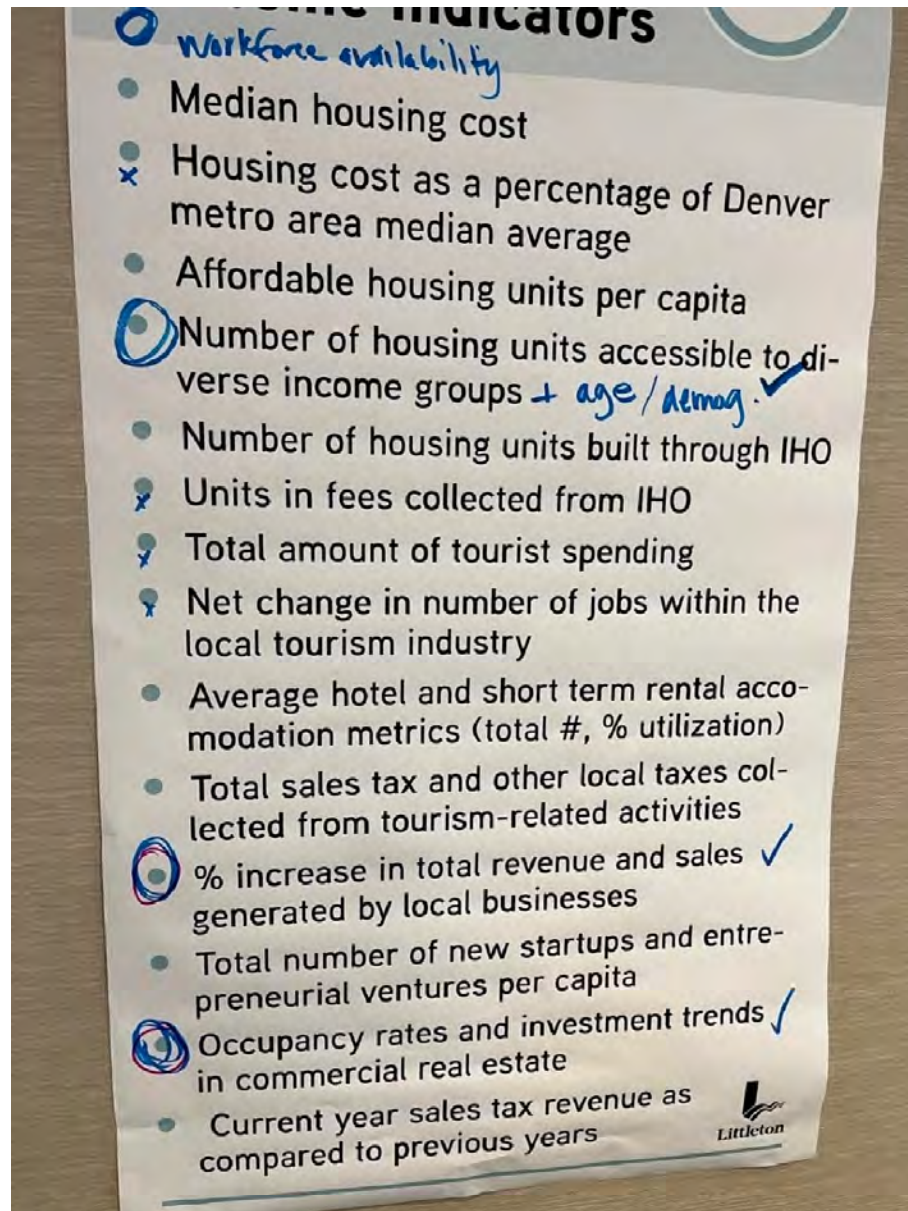 Indicators
Workforce availability
Median housing cost
Housing cost as a percentage of Denver
metro area median average
Affordable housing units per capita
Number of housing units accessible to di-
verse income groups + age/demog.
Number of housing units built through IHO
Units in fees collected from IHO
Total amount of tourist spending
Net change in number of jobs within the
local tourism industry
Average hotel and short term rental acco-
modation metrics (total #, % utilization)
Total sales tax and other local taxes col-
lected from tourism-related activities
% increase in total revenue and sales
generated by local businesses
Total number of new startups and entre-
preneurial ventures per capita
Occupancy rates and investment trends
in commercial real estate
Current year sales tax revenue as
compared to previous years
Littleton